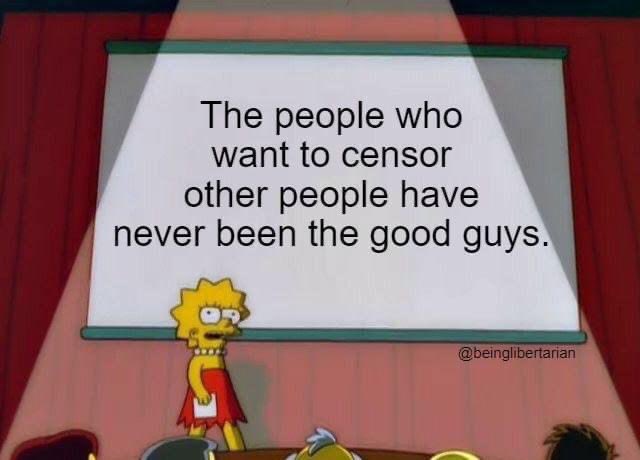 The people who
want to censor
other people have
never been the good guys.
@beinglibertarian